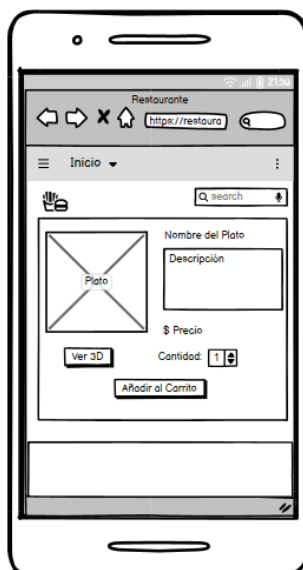 21:30
Restaurante
https://restaura
Inicio
search
Nombre del Plato
Descripción
Plato
$ Precio
Ver 3D
Cantidad: 1
Añadir al Carrito